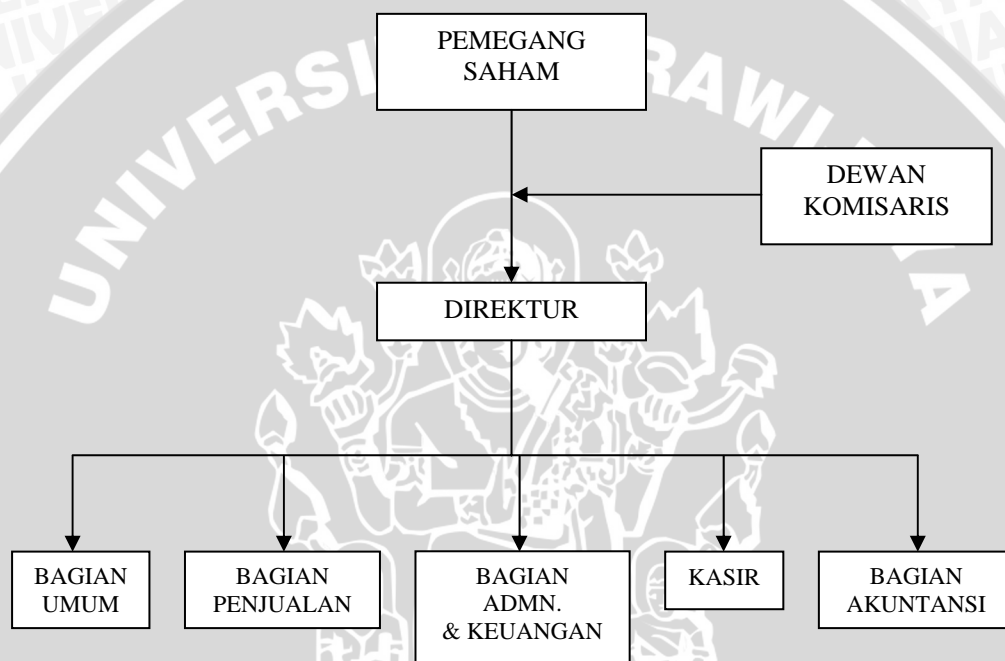 PEMEGANG
SAHAM
DEWAN
KOMISARIS
DIREKTUR
BAGIAN
UMUM
BAGIAN
PENJUALAN
BAGIAN
ADMN.
& KEUANGAN
KASIR
BAGIAN
AKUNTANSI